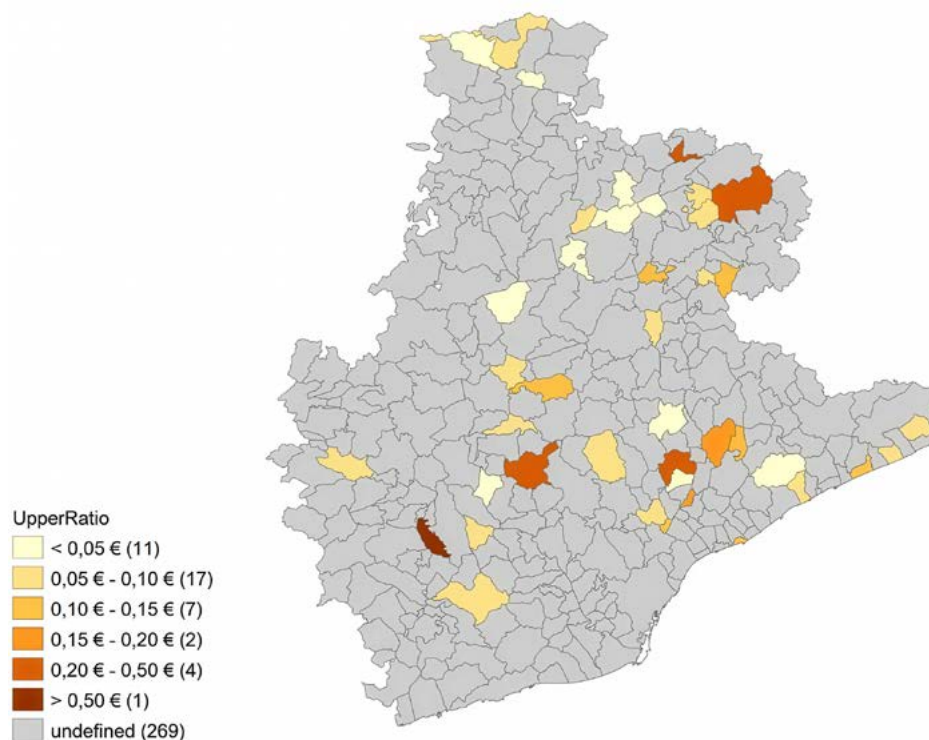 UpperRatio
< 0,05 € (11)
0,05 € - 0,10 € (17)
0,10 € - 0,15 € (7)
0,15 € - 0,20 € (2)
0,20 € - 0,50 € (4)
> 0,50 € (1)
undefined (269)